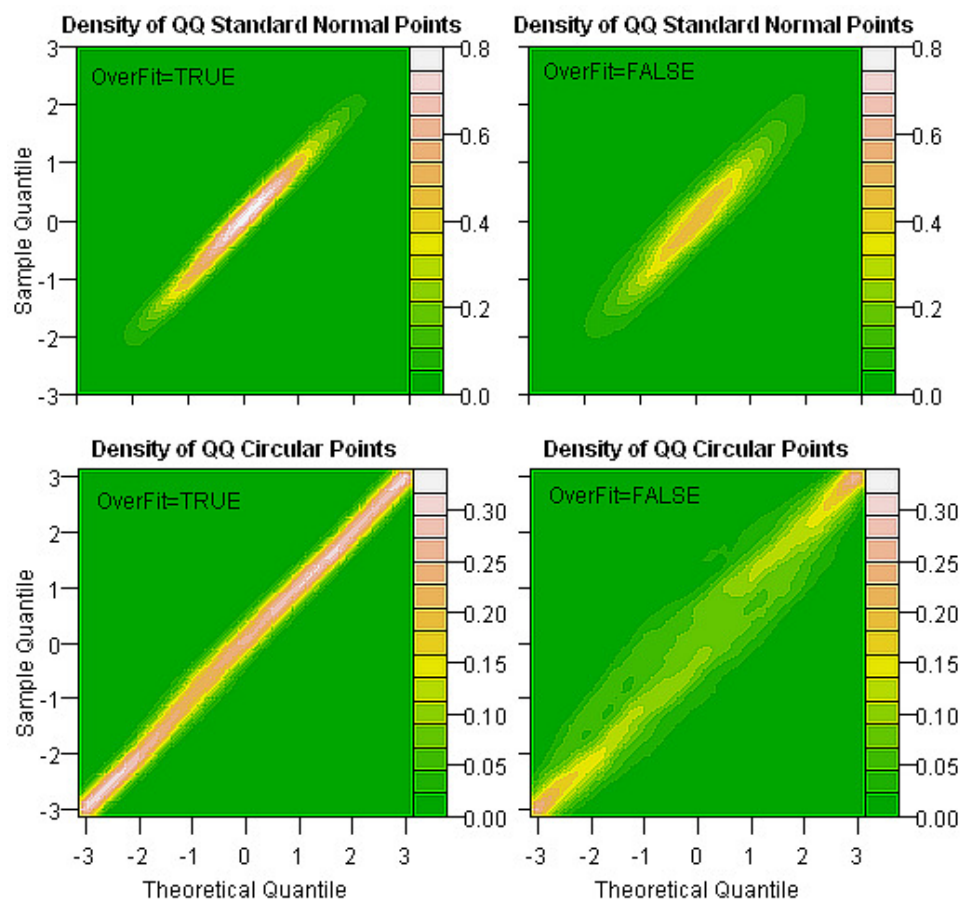 Density of QQ Standard Normal Points
OverFit=TRUE
Sample Quantile
3
2
1
0
-1
-2
-3
0.8
0.6
0.4
0.2
0.0
Density of QQ Standard Normal Points
OverFit=FALSE
0.8
0.6
0.4
0.2
0.0
Density of QQ Circular Points
OverFit=TRUE
Sample Quantile
3
2
1
0
-1
-2
-3
0.30
0.25
0.20
0.15
0.10
0.05
0.00
-3 -2 -1 0 1 2 3
Theoretical Quantile
Density of QQ Circular Points
OverFit=FALSE
0.30
0.25
0.20
0.15
0.10
0.05
0.00
-3 -2 -1 0 1 2 3
Theoretical Quantile